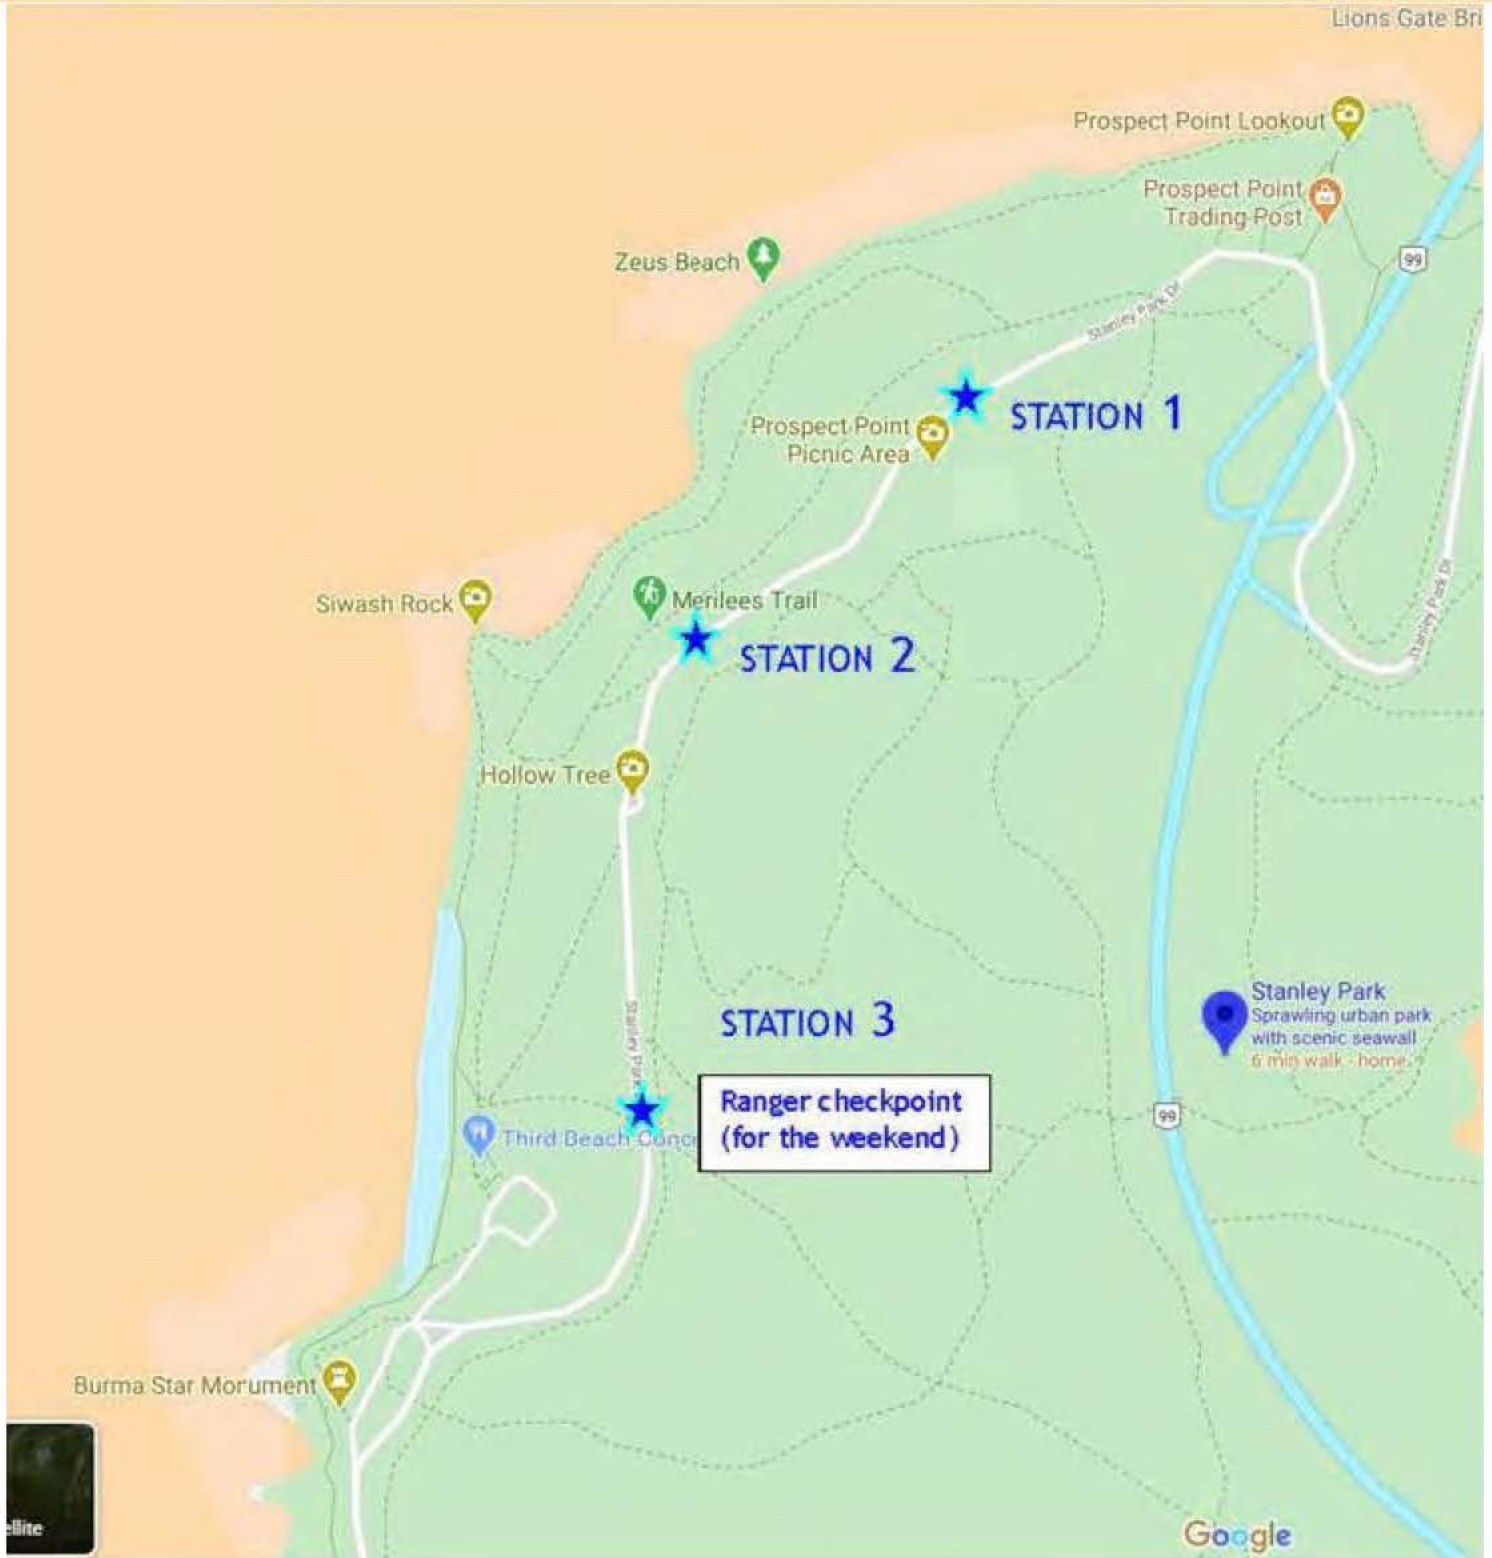 Lions Gate Bri
Prospect Point Lookout
Prospect Point
Trading Post
Zeus Beach
99
Stanley Park Dr
STATION 1
Prospect Point
Picnic Area
Siwash Rock
Merilees Trail
STATION 2
Stanley Park Dr
Hollow Tree
Stanley Park
STATION 3
Stanley Park
Sprawling urban park
with scenic seawall
6 min walk - home
Ranger checkpoint
(for the weekend)
99
Third Beach Conce
Burma Star Morument
ellite
Google